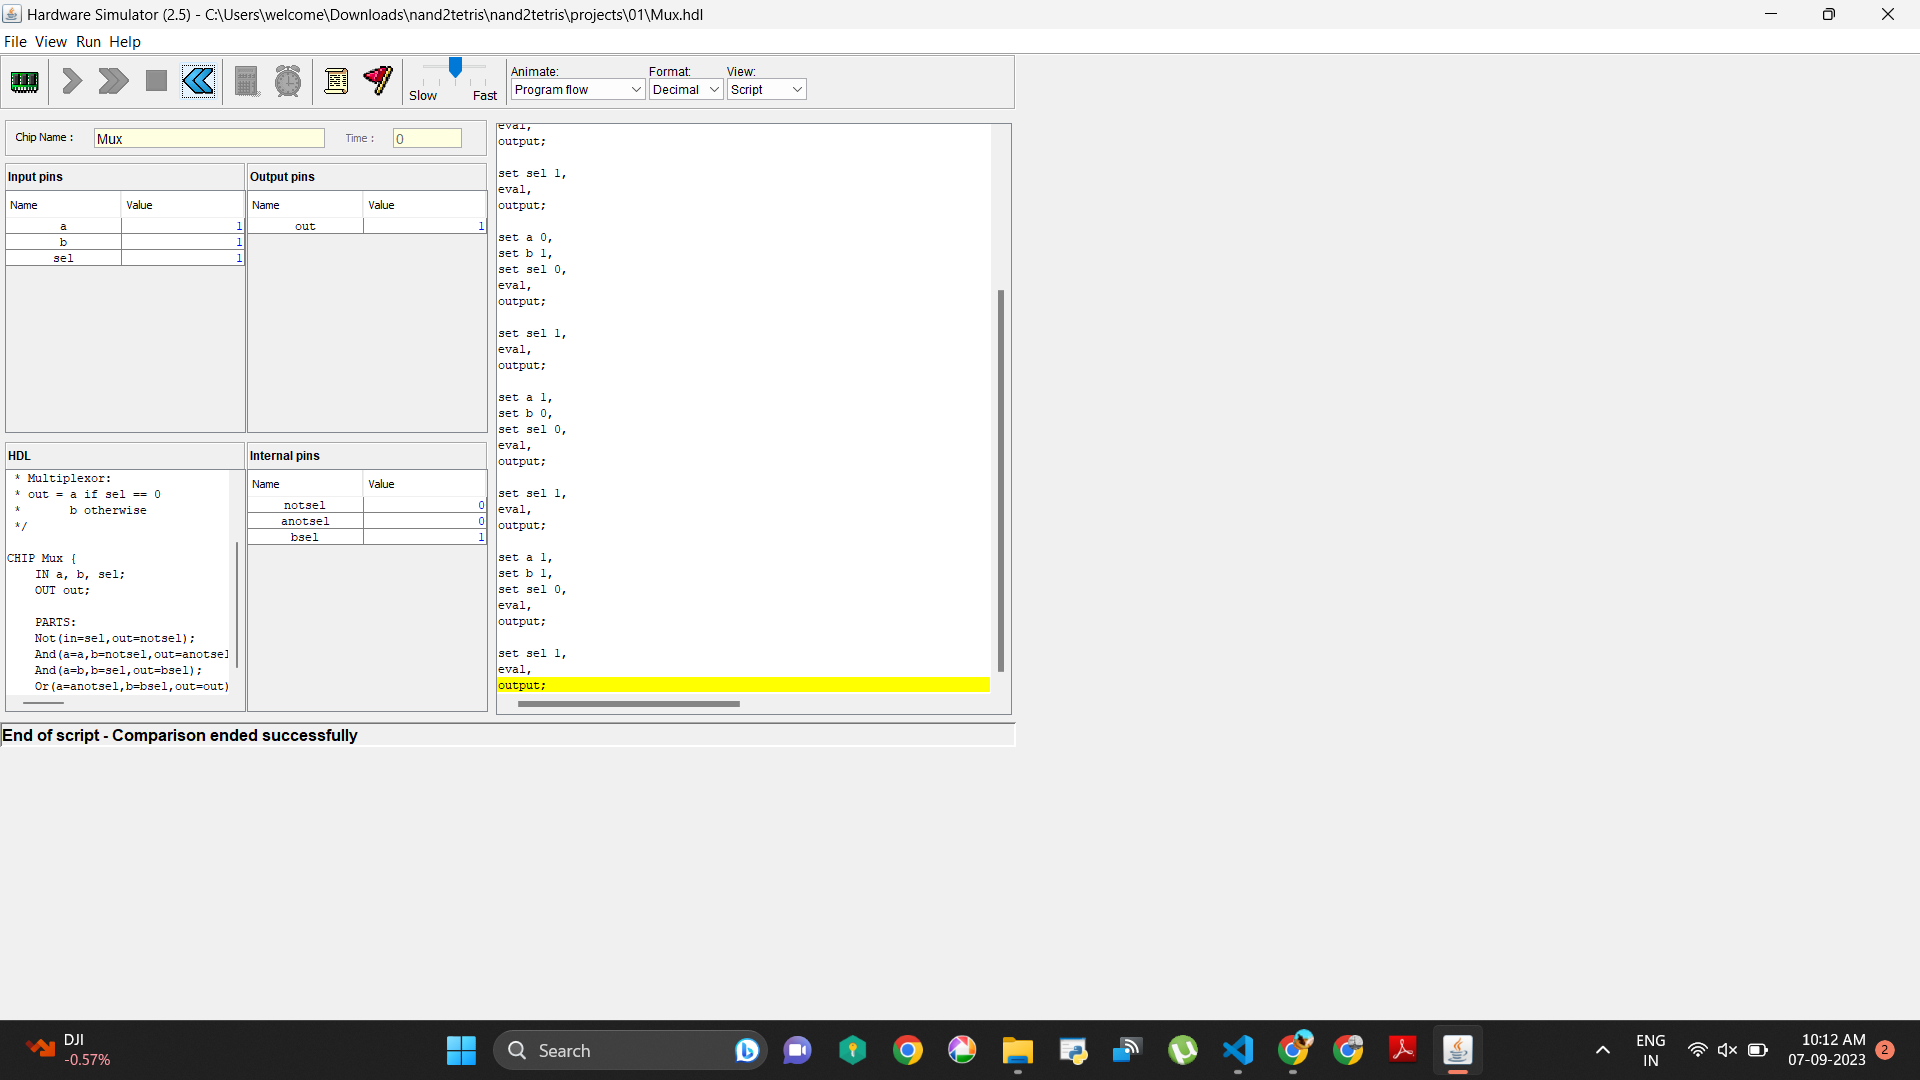 Hardware Simulator (2.5) - C:\Users\welcome\Downloads\nand2tetris\nand2tetris\projects\01\Mux.hdl
File View Run Help
Slow Fast
Animate: Format: View:
Program flow Decimal Script
Chip Name : Mux Time : 0
Input pins
Name Value
a 1
b 1
sel 1
Output pins
Name Value
out 1
HDL
* Multiplexor:
* out = a if sel == 0
*       b otherwise
*/
CHIP Mux {
IN a, b, sel;
OUT out;
PARTS:
Not(in=sel,out=notsel);
And(a=a,b=notsel,out=anotsel
And(a=b,b=sel,out=bsel);
Or(a=anotsel,b=bsel,out=out)
Internal pins
Name Value
notsel 0
anotsel 0
bsel 1
eval,
output;
set sel 1,
eval,
output;
set a 0,
set b 1,
set sel 0,
eval,
output;
set sel 1,
eval,
output;
set a 1,
set b 0,
set sel 0,
eval,
output;
set sel 1,
eval,
output;
set a 1,
set b 1,
set sel 0,
eval,
output;
set sel 1,
eval,
output;
End of script - Comparison ended successfully
DJI
-0.57%
Search
ENG
IN
10:12 AM
07-09-2023
2